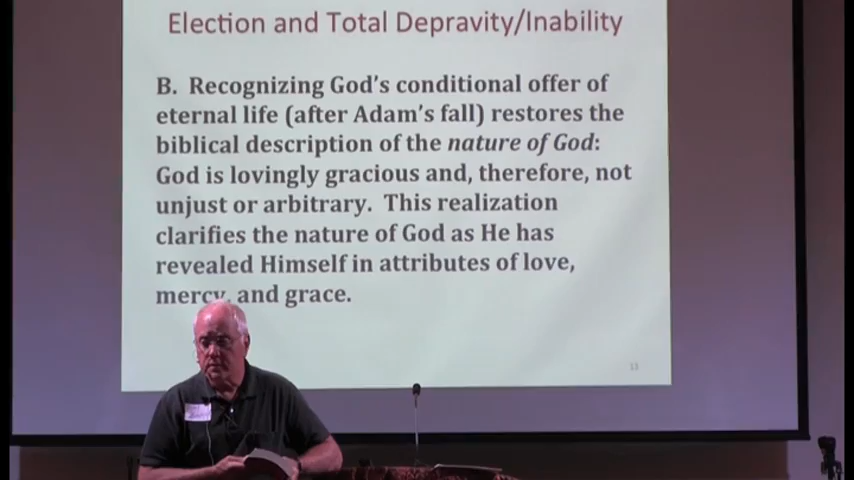 Election and Total Depravity/Inability
B. Recognizing God's conditional offer of
eternal life (after Adam's fall) restores the
biblical description of the nature of God:
God is lovingly gracious and, therefore, not
unjust or arbitrary. This realization
clarifies the nature of God as He has
revealed Himself in attributes of love,
mercy, and grace.
13